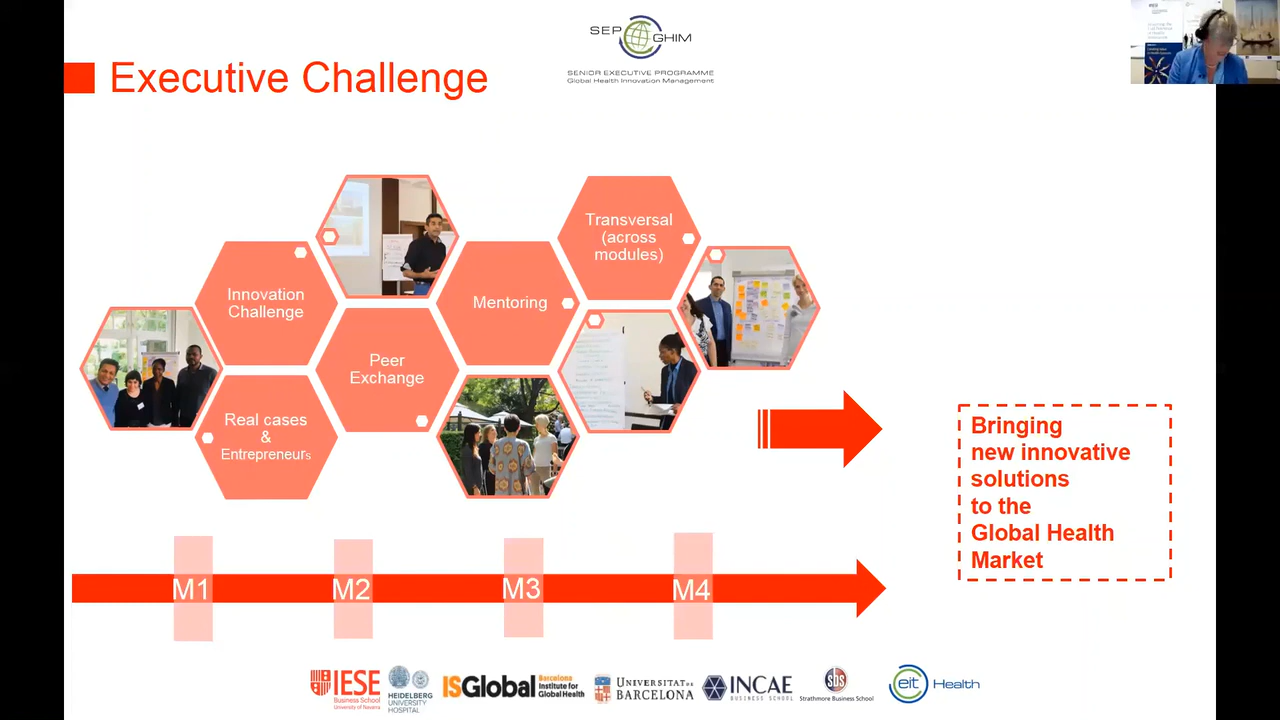 SEP GHIM
SENIOR EXECUTIVE PROGRAMME
Global Health Innovation Management
Executive Challenge
Transversal
(across
modules)
Innovation
Challenge
Mentoring
Peer
Exchange
Real cases
&
Entrepreneurs
Bringing
new innovative
solutions
to the
Global Health
Market
M1 M2 M3 M4
IESE
Business School
University of Navarra
HEIDELBERG
UNIVERSITY
HOSPITAL
ISGlobal Barcelona
Institute for
Global Health
UNIVERSITAT DE
BARCELONA
INCAE
BUSINESS SCHOOL
SBS
Strathmore Business School
eit Health